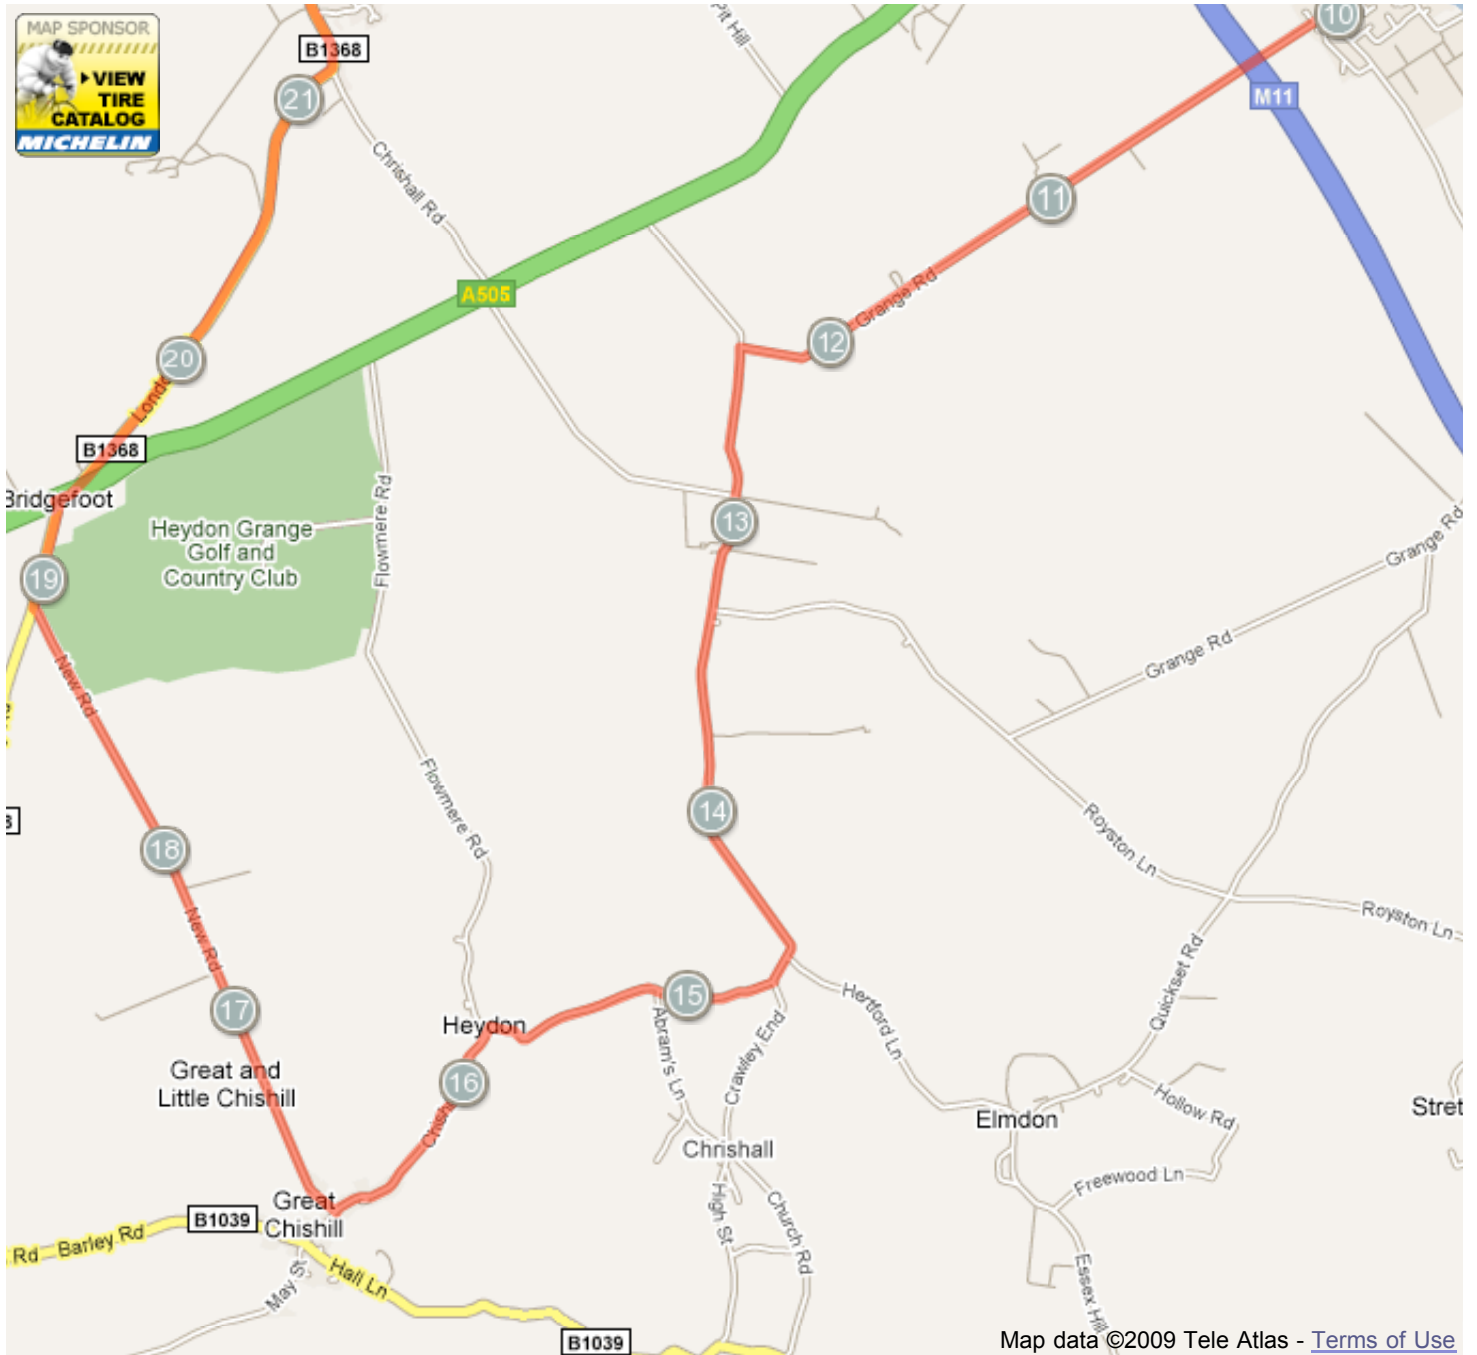 MAP SPONSOR
VIEW
TIRE
CATALOG
MICHELIN
B1368
Pit Hill
10
M11
21
Chrishall Rd
11
A505
Grange Rd
12
20
B1368
Bridgefoot
Heydon Grange
Golf and
Country Club
Flowmere Rd
13
19
Grange Rd
Grange Rd
New Rd
Flowmere Rd
14
18
Royston Ln
Royston Ln
New Rd
17
15
Hertford Ln
Quickset Rd
Heydon
Abram's Ln
Crawley End
16
Great and
Little Chishill
Elmdon
Hollow Rd
Stret
Chish
Chrishall
Freewood Ln
Great
Chishill
B1039
Rd
Barley Rd
High St
Church Rd
May St
Hall Ln
Essex Hill
B1039
Map data ©2009 Tele Atlas - Terms of Use